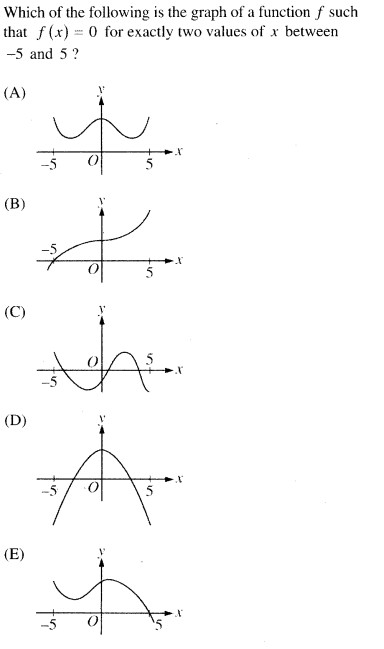 Which of the following is the graph of a function f such
that f (x) = 0 for exactly two values of x between
−5 and 5 ?
(A)
y
x
−5
O
5
(B)
y
−5
x
O
5
(C)
y
O
5
x
−5
(D)
y
x
−5
O
5
(E)
y
x
−5
O
5